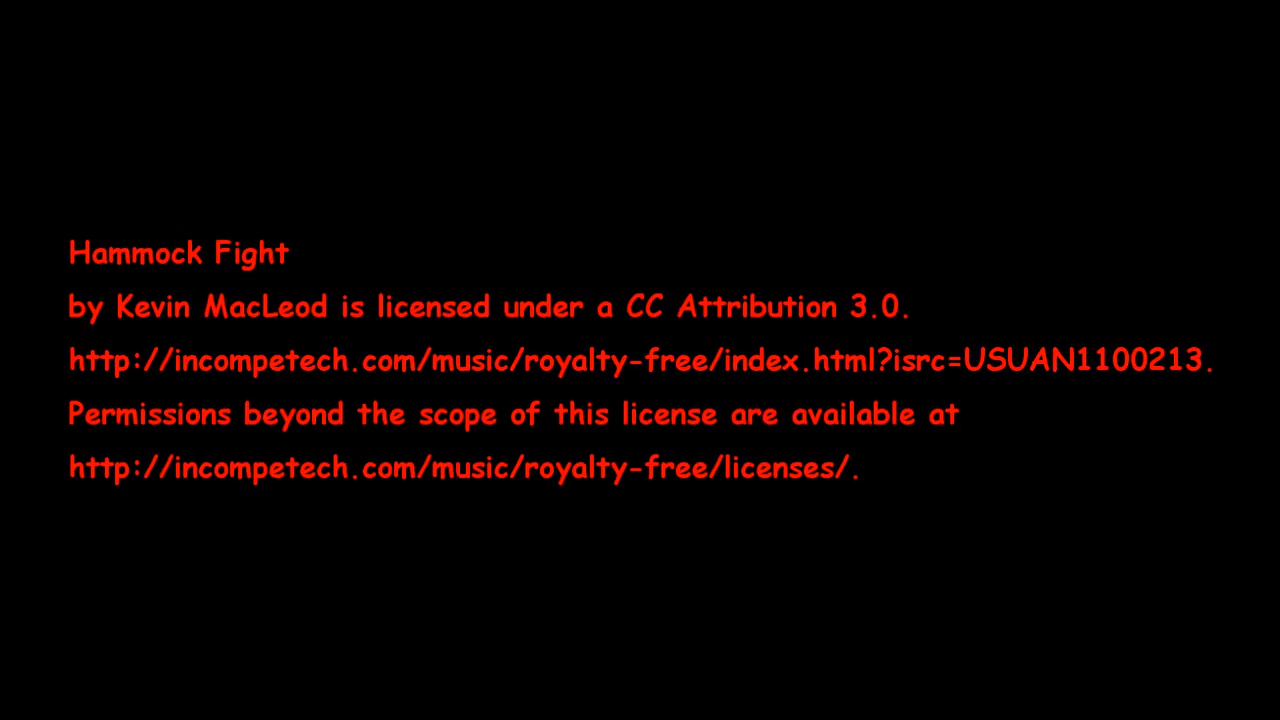 Hammock Fight
by Kevin MacLeod is licensed under a CC Attribution 3.0.
http://incompetech.com/music/royalty-free/index.html?isrc=USUAN1100213.
Permissions beyond the scope of this license are available at
http://incompetech.com/music/royalty-free/licenses/.